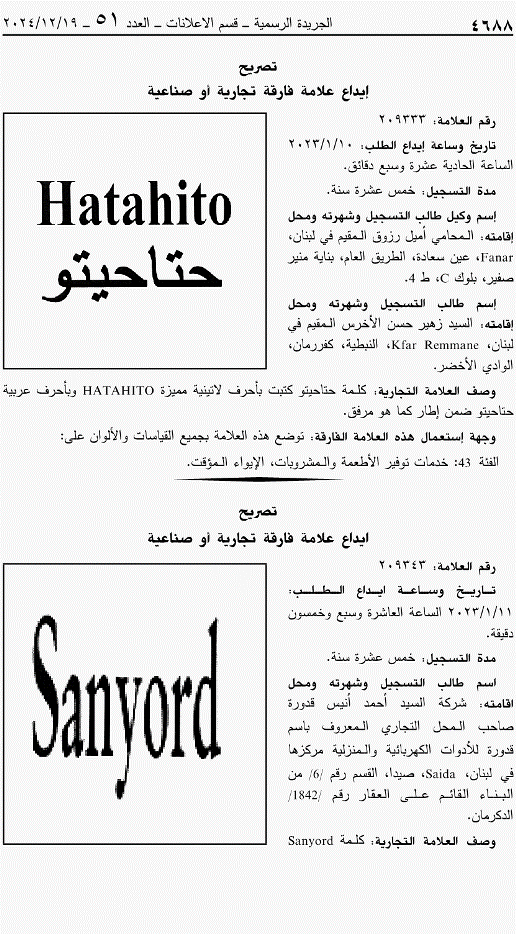 ٤٦٨٨
الجريدة الرسمية ـ قسم الاعلانات ـ العدد ٥١ ـ ٢٠٢٤/١٢/١٩
تصريح
إيداع علامة فارقة تجارية أو صناعية
رقم العلامة: ٢٠٩٣٣٣
تاريخ وساعة إيداع الطلب: ٢٠٢٣/١/١٠
الساعة الحادية عشرة وسبع دقائق.
مدة التسجيل: خمس عشرة سنة.
إسم وكيل طالب التسجيل وشهرته ومحل
إقامته: المحامي أميل رزوق المقيم في لبنان،
Fanar، عين سعادة، الطريق العام، بناية منير
صفير، بلوك C، ط 4.
إسم طالب التسجيل وشهرته ومحل
إقامته: السيد زهير حسن الأخرس المقيم في
لبنان، Kfar Remmane، النبطية، كفررمان،
الوادي الأخضر.
Hatahito
حتاحيتو
وصف العلامة التجارية: كلمة حتاحيتو كتبت بأحرف لاتينية مميزة HATAHITO وبأحرف عربية
حتاحيتو ضمن إطار كما هو مرفق.
وجهة إستعمال هذه العلامة الفارقة: توضع هذه العلامة بجميع القياسات والألوان على:
الفئة 43: خدمات توفير الأطعمة والمشروبات، الإيواء المؤقت.
تصريح
ايداع علامة فارقة تجارية أو صناعية
رقم العلامة: ٢٠٩٣٤٣
تاريخ وساعة ايداع الطلب:
٢٠٢٣/١/١١ الساعة العاشرة وسبع وخمسون
دقيقة.
مدة التسجيل: خمس عشرة سنة.
اسم طالب التسجيل وشهرته ومحل
اقامته: شركة السيد أحمد أنيس قدورة
صاحب المحل التجاري المعروف باسم
قدورة للأدوات الكهربائية والمنزلية مركزها
في لبنان، Saida، صيدا، القسم رقم /6/ من
البناء القائم على العقار رقم /1842/
الدكرمان.
وصف العلامة التجارية: كلمة Sanyord
Sanyord